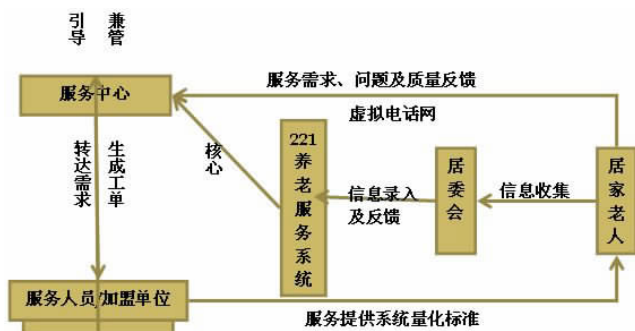 引导
兼管
服务中心
服务需求、问题及质量反馈
虚拟电话网
转达需求
生成工单
核心
221养老服务系统
信息录入
及反馈
居委会
信息收集
居家老人
服务人员/加盟单位
服务提供系统量化标准